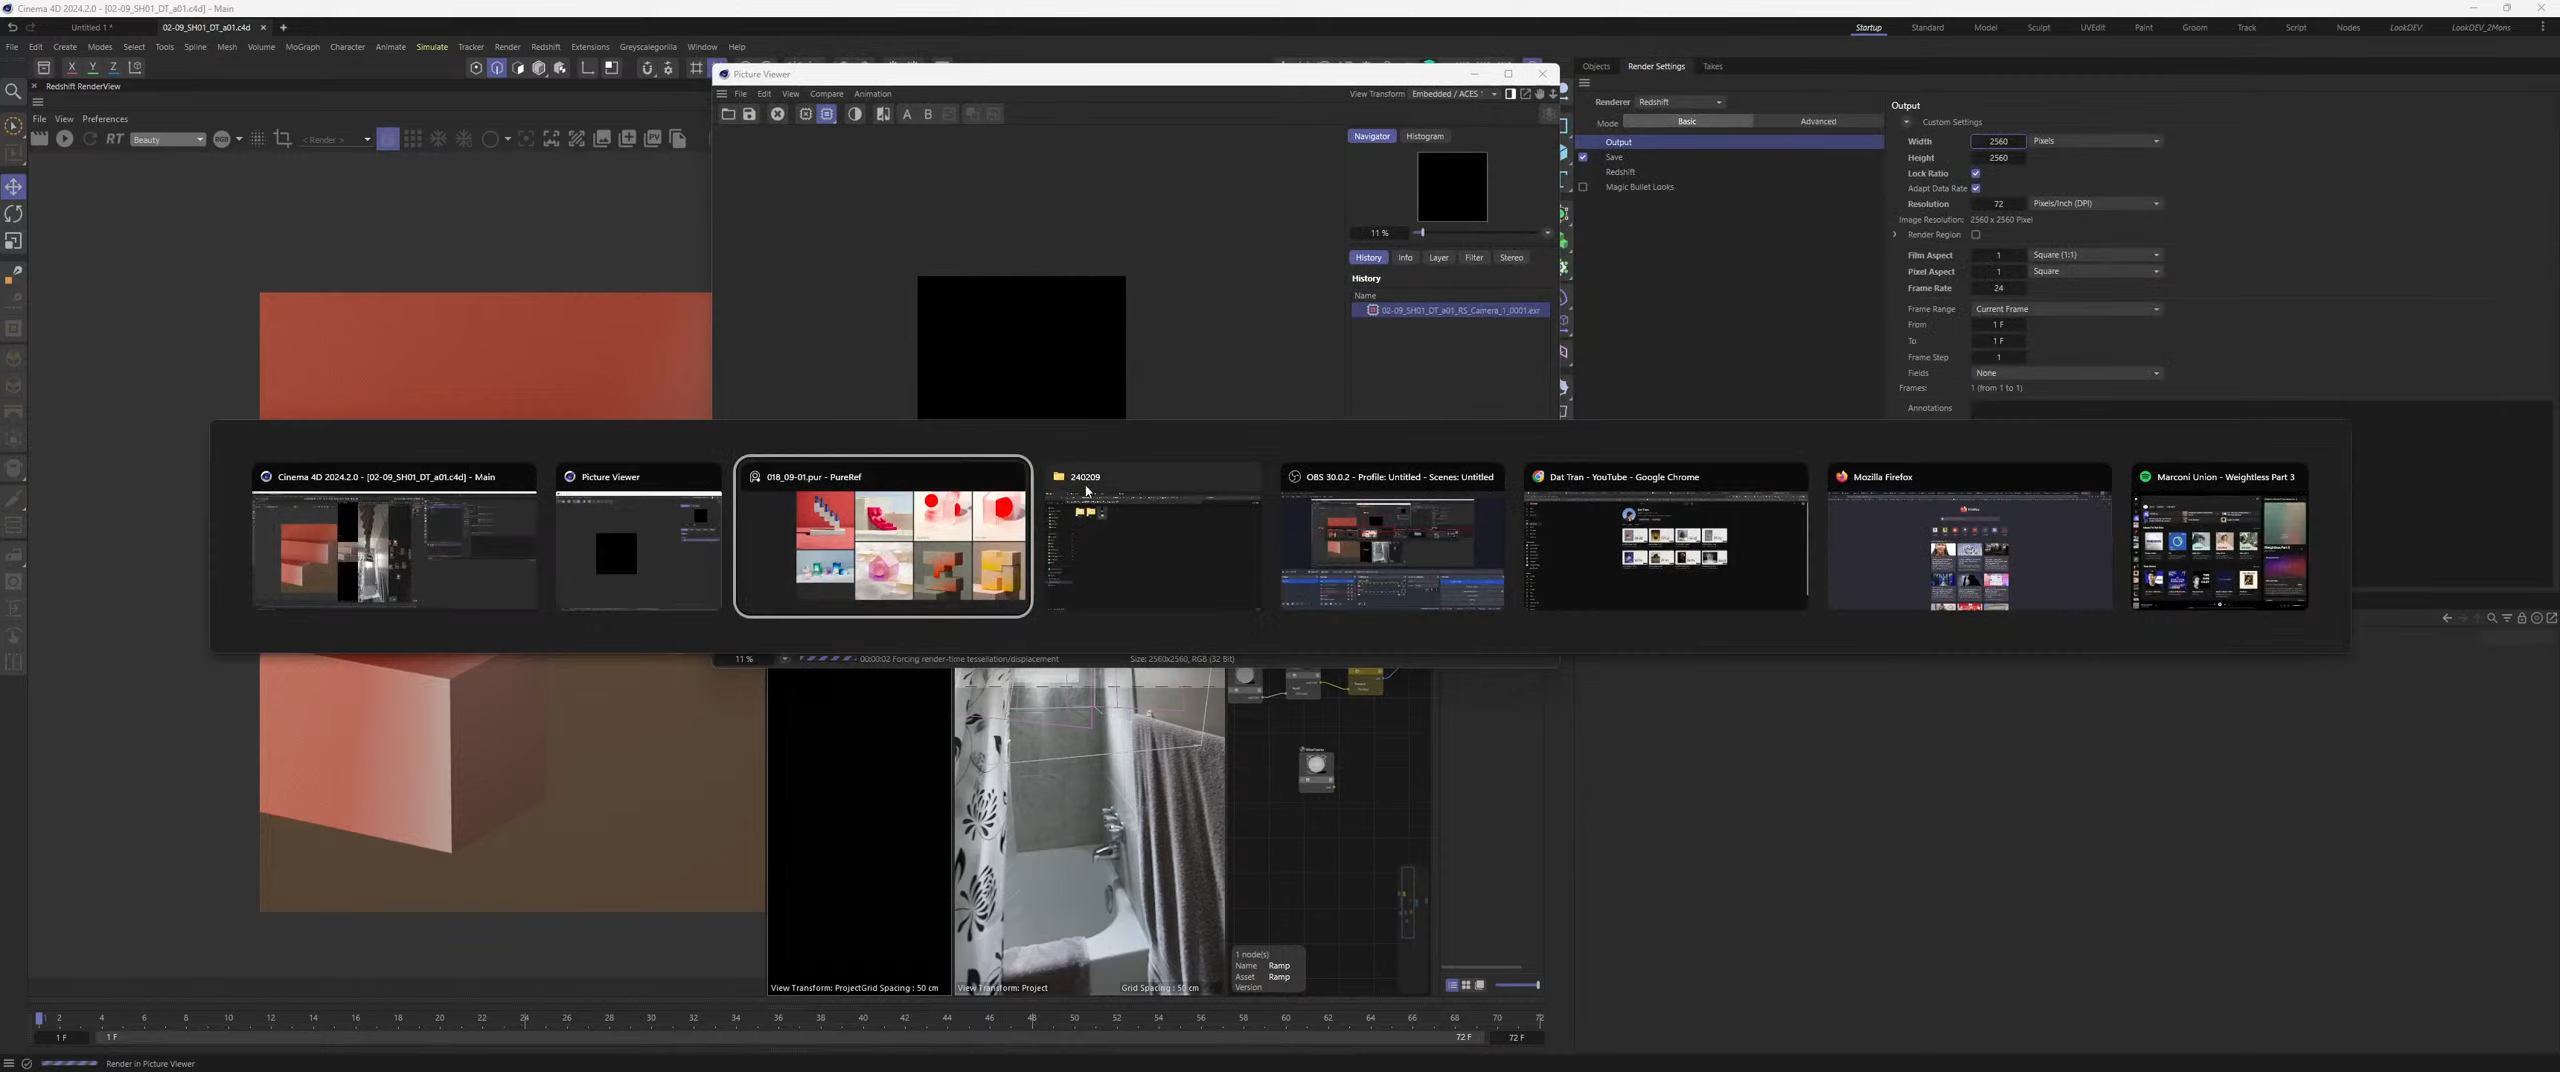 Cinema 4D 2024.2.0 - [02-09_SH01_DT_a01.c4d] - Main
Untitled 1 *
02-09_SH01_DT_a01.c4d
Startup Standard Model Sculpt UVEdit Paint Groom Track Script Nodes LookDEV LookDEV_2Mons
File Edit Create Modes Select Tools Spline Mesh Volume MoGraph Character Animate Simulate Tracker Render Redshift Extensions Greyscalegorilla Window Help
X Y Z
Redshift RenderView
File View Preferences
RT Beauty RGB < Render >
Picture Viewer
File Edit View Compare Animation
View Transform Embedded / ACES
A B
Navigator Histogram
11 %
History Info Layer Filter Stereo
History
Name
02-09_SH01_DT_a01_RS_Camera_1_0001.exr
Objects Render Settings Takes
Renderer Redshift
Mode Basic Advanced
Output
Save
Redshift
Magic Bullet Looks
Output
Custom Settings
Width 2560 Pixels
Height 2560
Lock Ratio
Adapt Data Rate
Resolution 72 Pixels/Inch (DPI)
Image Resolution: 2560 x 2560 Pixel
Render Region
Film Aspect 1 Square (1:1)
Pixel Aspect 1 Square
Frame Rate 24
Frame Range Current Frame
From 1 F
To 1 F
Frame Step 1
Fields None
Frames: 1 (from 1 to 1)
Annotations
Cinema 4D 2024.2.0 - [02-09_SH01_DT_a01.c4d] - Main
Picture Viewer
018_09-01.pur - PureRef
240209
OBS 30.0.2 - Profile: Untitled - Scenes: Untitled
Dat Tran - YouTube - Google Chrome
Mozilla Firefox
Marconi Union - Weightless Part 3
11 %
00:00:02 Forcing render-time tessellation/displacement
Size: 2560x2560, RGB (32 Bit)
1 node(s)
Name Ramp
Asset Ramp
Version
View Transform: Project
Grid Spacing : 50 cm
View Transform: Project
Grid Spacing : 50 cm
1 2 4 6 8 10 12 14 16 18 20 22 24 26 28 30 32 34 36 38 40 42 44 46 48 50 52 54 56 58 60 62 64 66 68 70 72
1 F
1 F
72 F
72 F
Render in Picture Viewer